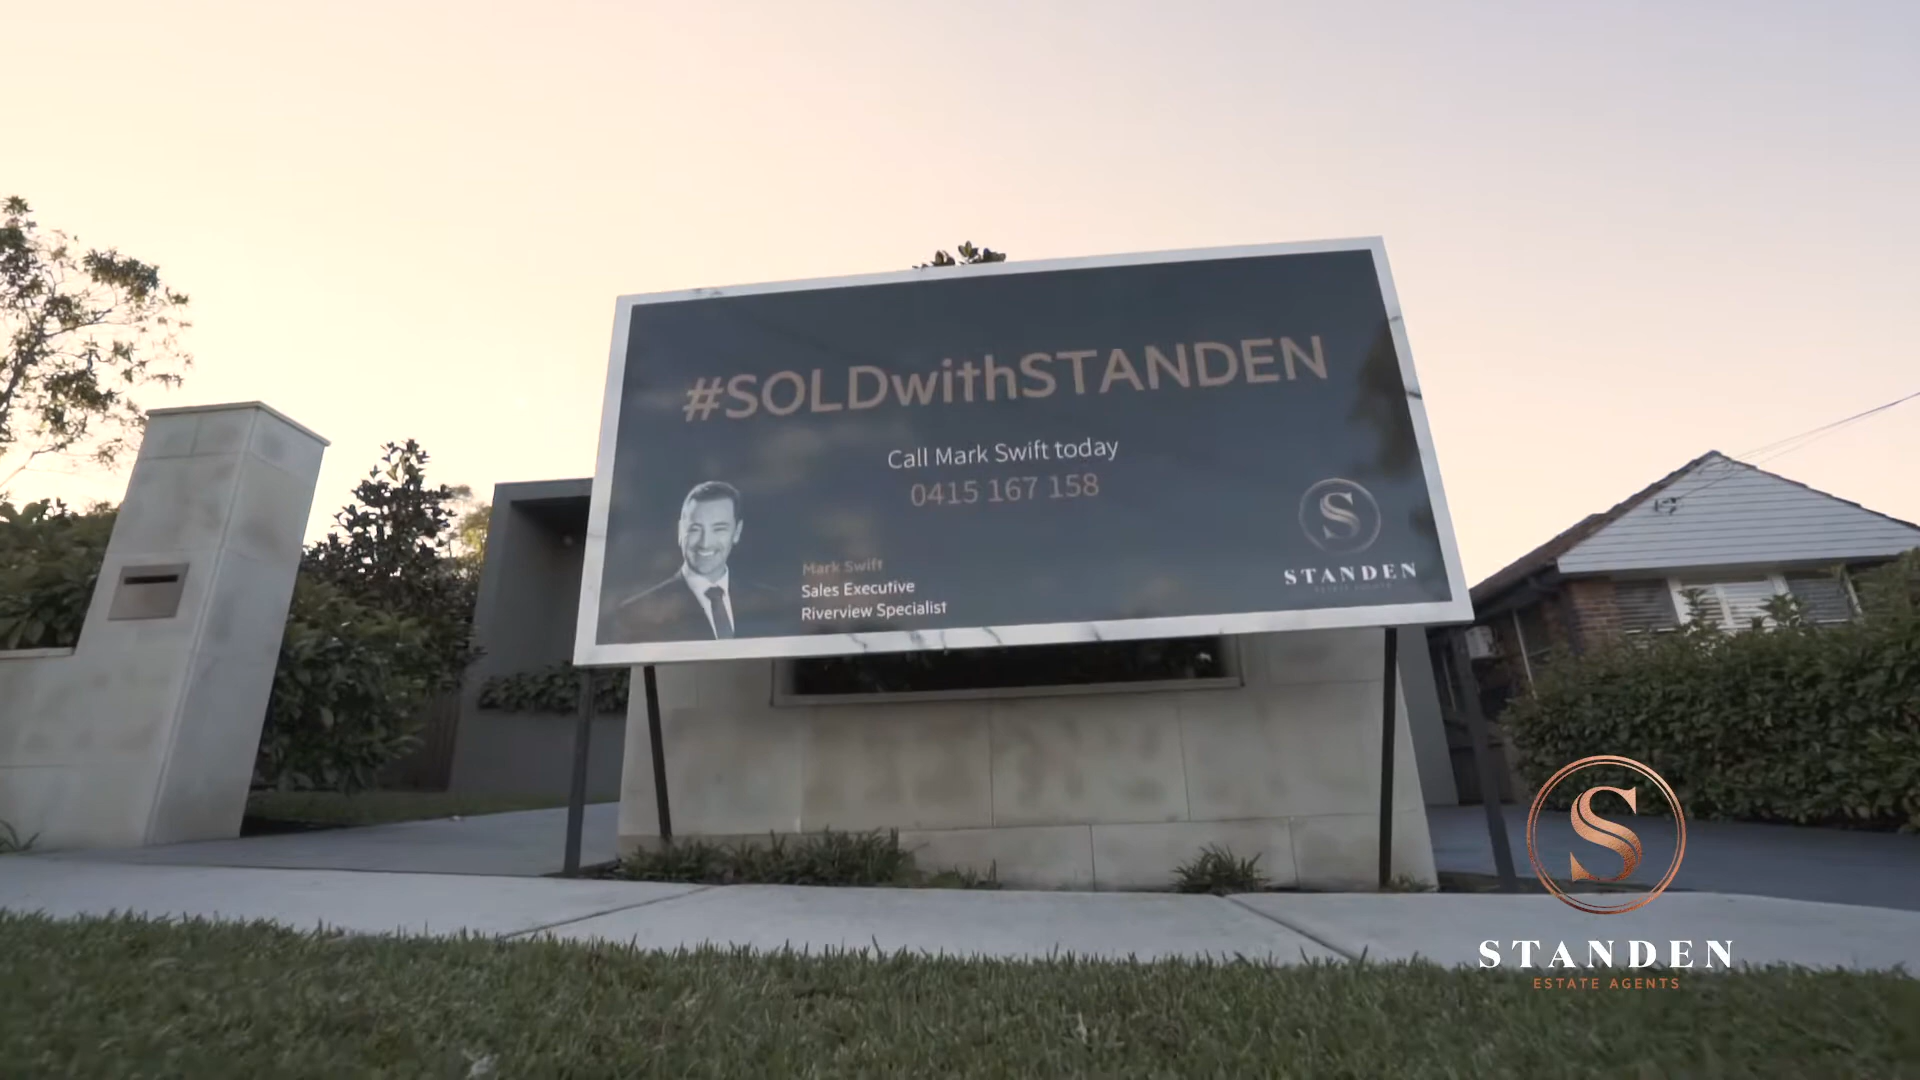 #SOLDwithSTANDEN
Call Mark Swift today
0415 167 158
Mark Swift
Sales Executive
Riverview Specialist
S
STANDEN
S
STANDEN
ESTATE AGENTS